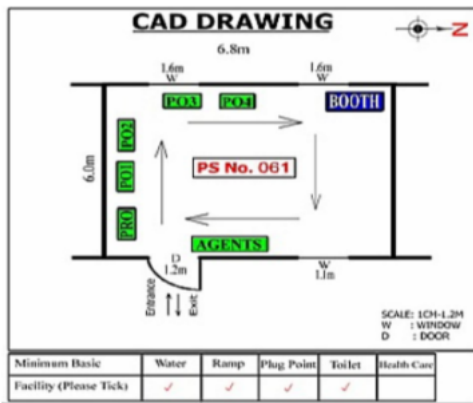 CAD DRAWING
N
6.8m
1.6m
W
1.6m
W
PO3
PO4
BOOTH
PO2
6.0m
PO1
PS No. 061
PRO
AGENTS
D
1.2m
W
1.1m
Entrance
Exit
SCALE: 1CH-1.2M
W : WINDOW
D : DOOR
Minimum Basic Water Ramp Plug Point Toilet Health Care
Facility (Please Tick) ✓ ✓ ✓ ✓